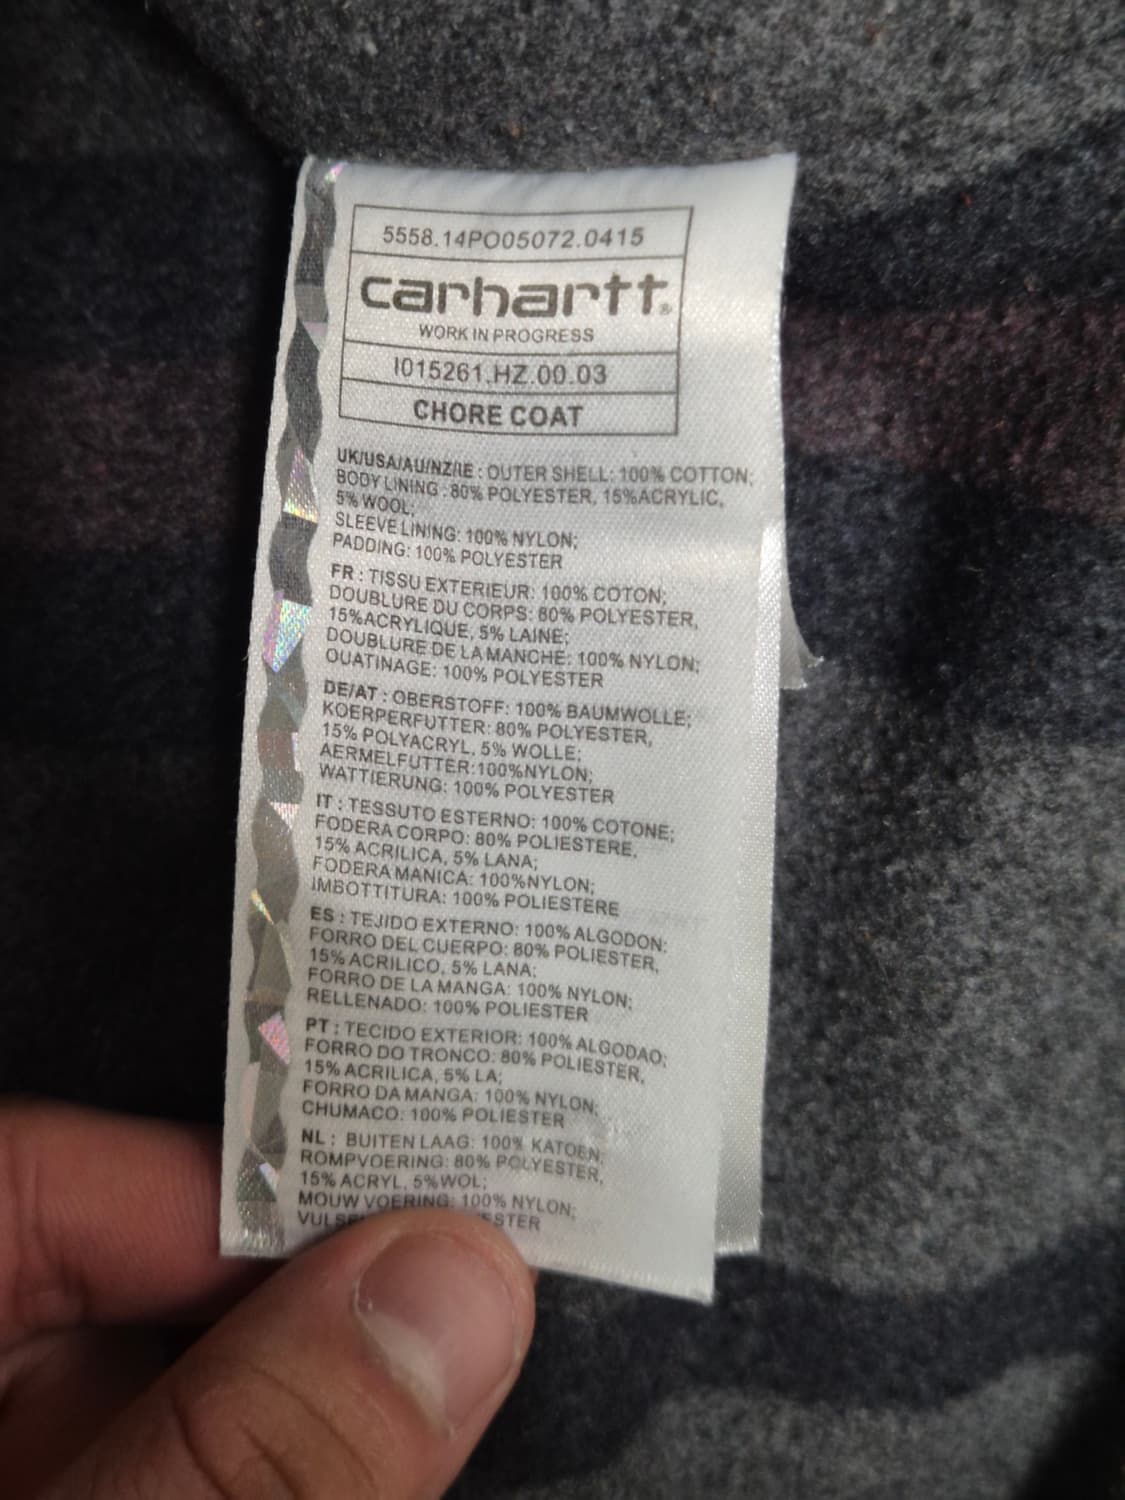 5558.14PO05072.0415
carhartt®
WORK IN PROGRESS
I015261.HZ.00.03
CHORE COAT
UK/USA/AU/NZ/IE : OUTER SHELL: 100% COTTON;
BODY LINING : 80% POLYESTER, 15%ACRYLIC,
5% WOOL;
SLEEVE LINING: 100% NYLON;
PADDING: 100% POLYESTER
FR : TISSU EXTERIEUR: 100% COTON;
DOUBLURE DU CORPS: 80% POLYESTER,
15%ACRYLIQUE, 5% LAINE;
DOUBLURE DE LA MANCHE: 100% NYLON;
OUATINAGE: 100% POLYESTER
DE/AT : OBERSTOFF: 100% BAUMWOLLE;
KOERPERFUTTER: 80% POLYESTER,
15% POLYACRYL, 5% WOLLE;
AERMELFUTTER:100%NYLON;
WATTIERUNG: 100% POLYESTER
IT : TESSUTO ESTERNO: 100% COTONE;
FODERA CORPO: 80% POLIESTERE,
15% ACRILICA, 5% LANA;
FODERA MANICA: 100%NYLON;
IMBOTTITURA: 100% POLIESTERE
ES : TEJIDO EXTERNO: 100% ALGODON:
FORRO DEL CUERPO: 80% POLIESTER,
15% ACRILICO, 5% LANA;
FORRO DE LA MANGA: 100% NYLON;
RELLENADO: 100% POLIESTER
PT : TECIDO EXTERIOR: 100% ALGODAO;
FORRO DO TRONCO: 80% POLIESTER,
15% ACRILICA, 5% LA;
FORRO DA MANGA: 100% NYLON;
CHUMACO: 100% POLIESTER
NL : BUITEN LAAG: 100% KATOEN;
ROMPVOERING: 80% POLYESTER,
15% ACRYL, 5%WOL;
MOUW VOERING: 100% NYLON;